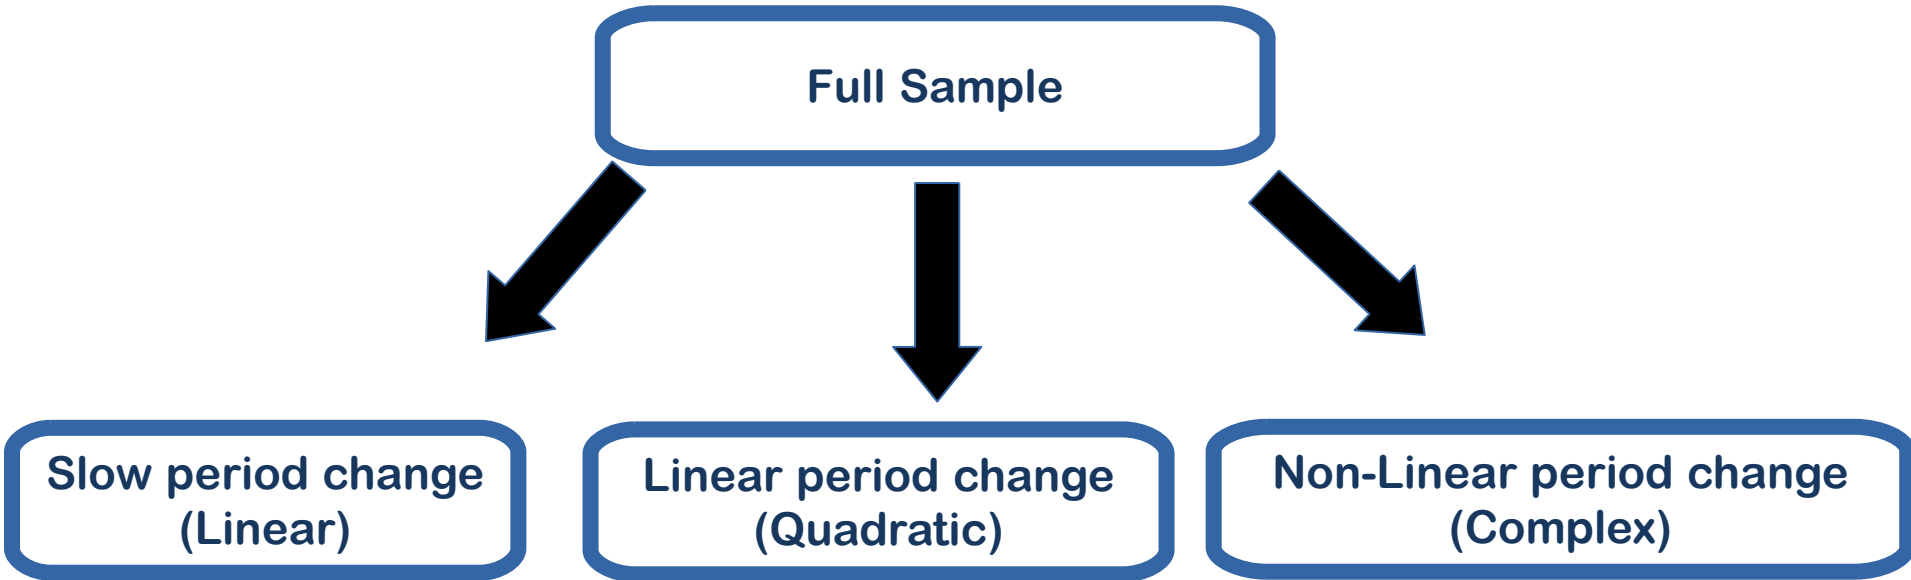 Full Sample
Slow period change
(Linear)
Linear period change
(Quadratic)
Non-Linear period change
(Complex)